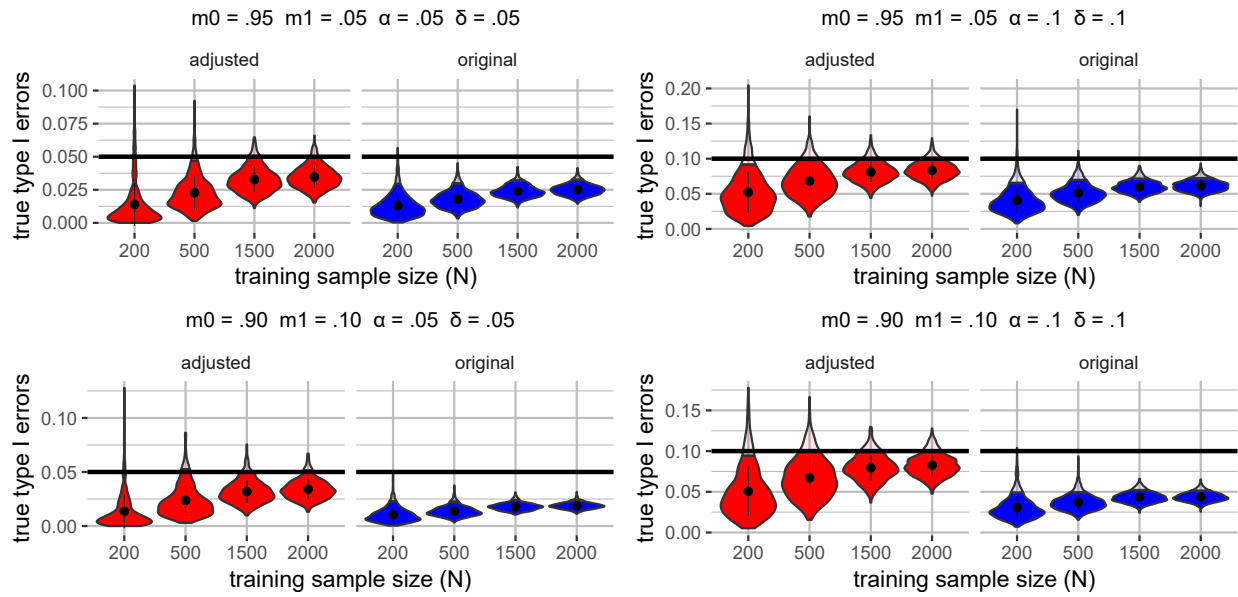 m0 = .95 m1 = .05 α = .05 δ = .05
adjusted
original
true type I errors
0.100
0.075
0.050
0.025
0.000
200 500 1500 2000
200 500 1500 2000
training sample size (N)
m0 = .95 m1 = .05 α = .1 δ = .1
adjusted
original
true type I errors
0.20
0.15
0.10
0.05
0.00
200 500 1500 2000
200 500 1500 2000
training sample size (N)
m0 = .90 m1 = .10 α = .05 δ = .05
adjusted
original
true type I errors
0.10
0.05
0.00
200 500 1500 2000
200 500 1500 2000
training sample size (N)
m0 = .90 m1 = .10 α = .1 δ = .1
adjusted
original
true type I errors
0.15
0.10
0.05
0.00
200 500 1500 2000
200 500 1500 2000
training sample size (N)